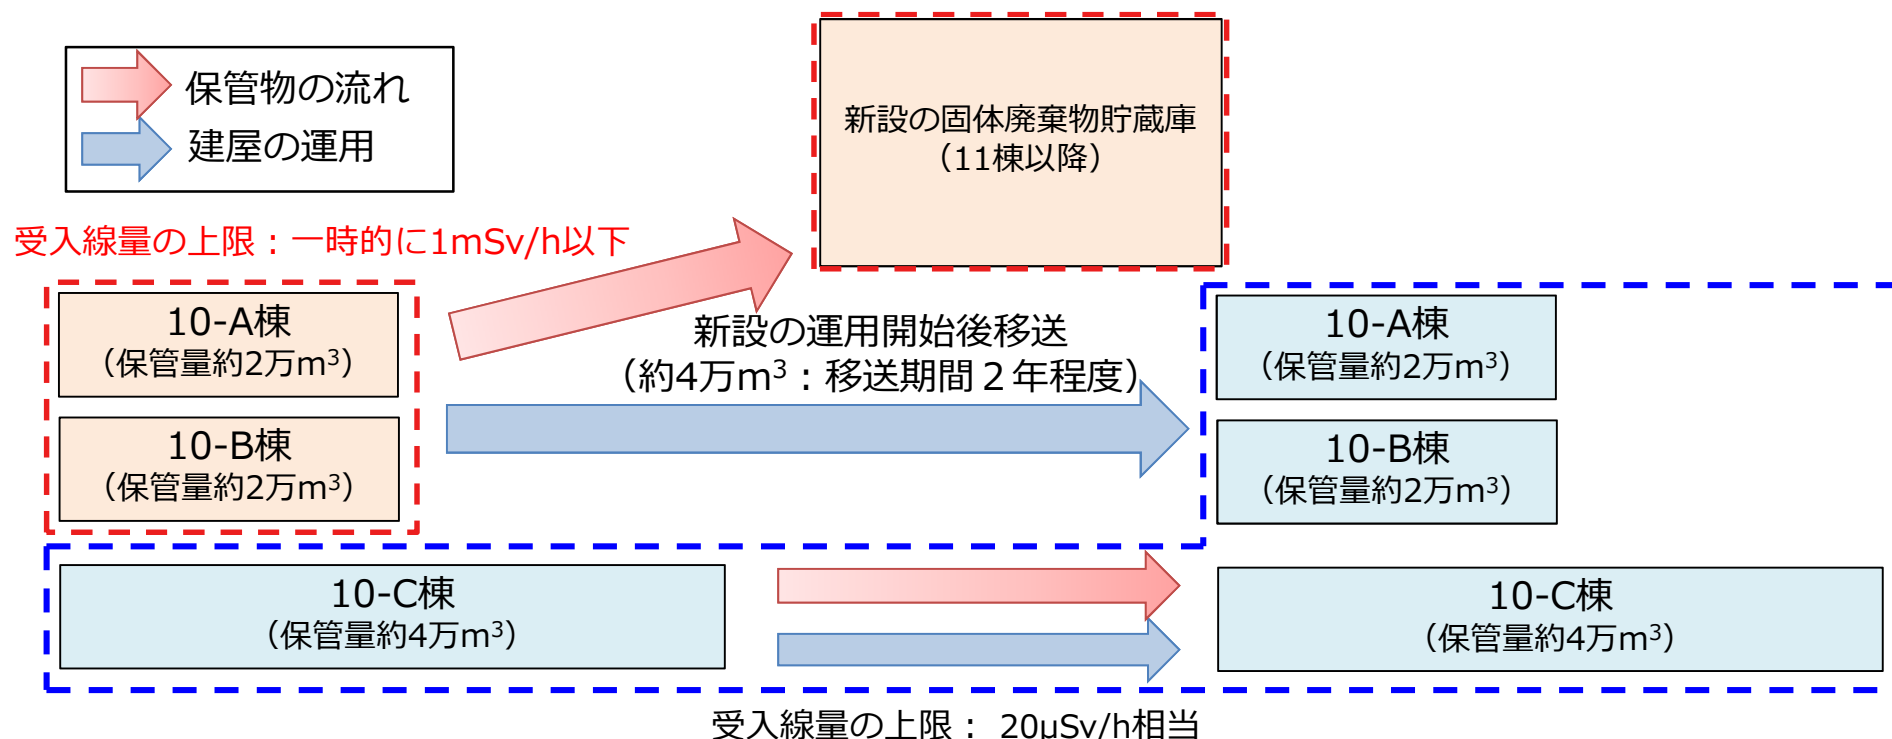 保管物の流れ
建屋の運用
新設の固体廃棄物貯蔵庫
（11棟以降）
受入線量の上限：一時的に1mSv/h以下
10-A棟
（保管量約2万m³）
10-B棟
（保管量約2万m³）
新設の運用開始後移送
（約4万m³：移送期間２年程度）
10-A棟
（保管量約2万m³）
10-B棟
（保管量約2万m³）
10-C棟
（保管量約4万m³）
10-C棟
（保管量約4万m³）
受入線量の上限： 20μSv/h相当